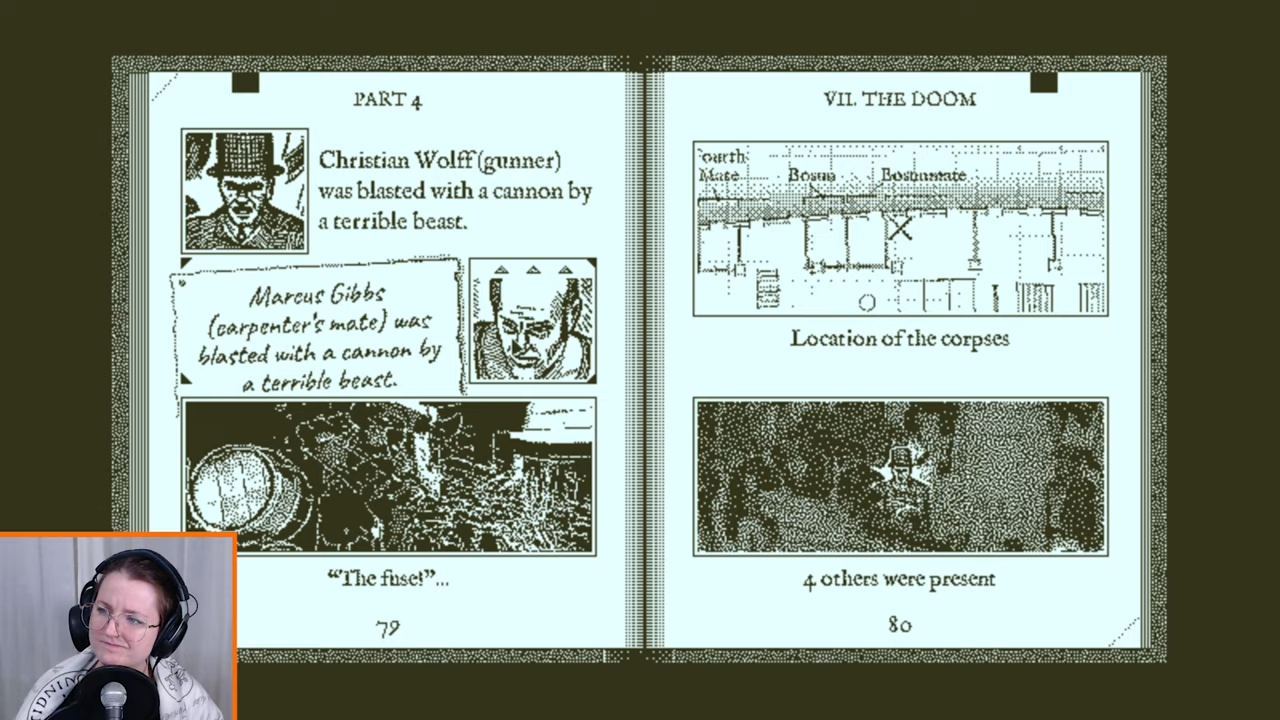 PART 4
Christian Wolff (gunner)
was blasted with a cannon by
a terrible beast.
Marcus Gibbs
(carpenter's mate) was
blasted with a cannon by
a terrible beast.
"The fuse!"...
79
VII. THE DOOM
ourth
Mate
Bosun
Bosunmate
Location of the corpses
4 others were present
80